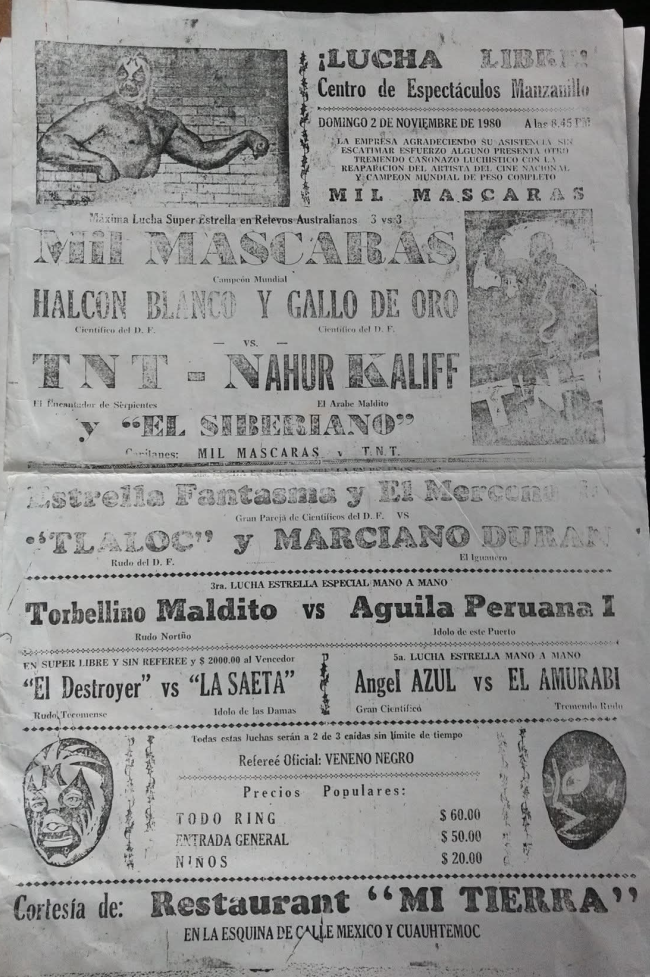 ¡LUCHA LIBRE!
Centro de Espectáculos Manzanillo
DOMINGO 2 DE NOVIEMBRE DE 1980 A las 8.45 PM
LA EMPRESA AGRADECIENDO SU ASISTENCIA SIN
ESCATIMAR ESFUERZO ALGUNO PRESENTA OTRO
TREMENDO CAÑONAZO LUCHISTICO CON LA
REAPARICION DEL ARTISTA DEL CINE NACIONAL
Y CAMPEON MUNDIAL DE PESO COMPLETO
MIL MASCARAS
Máxima Lucha Super Estrella en Relevos Australianos 3 vs 3
Mil MASCARAS
Campeón Mundial
HALCON BLANCO Y GALLO DE ORO
Científico del D. F. Científico del D. F.
— VS. —
TNT - NAHUR KALIFF
El Encantador de Serpientes El Arabe Maldito
y "EL SIBERIANO"
Capitanes: MIL MASCARAS y T.N.T.
TNT
Estrella Fantasma y El
Gran Pareja de Científicos del D. F. VS
"TLALOC" y MARCIANO DURAN
Rudo del D. F. El Iguanero
3ra. LUCHA ESTRELLA ESPECIAL MANO A MANO
Torbellino Maldito vs Aguila Peruana I
Rudo Nortño Idolo de este Puerto
EN SUPER LIBRE Y SIN REFEREE y $ 2000.00 al Vencedor
"El Destroyer" vs "LA SAETA"
Rudo Tecomense Idolo de las Damas
5a. LUCHA ESTRELLA MANO A MANO
Angel AZUL vs EL AMURABI
Gran Científico Tremendo Rudo
Todas estas luchas serán a 2 de 3 caídas sin límite de tiempo
Refereé Oficial: VENENO NEGRO
Precios Populares:
TODO RING $ 60.00
ENTRADA GENERAL $ 50.00
NIÑOS $ 20.00
M
Cortesía de: Restaurant "MI TIERRA"
EN LA ESQUINA DE CALLE MEXICO Y CUAUHTEMOC